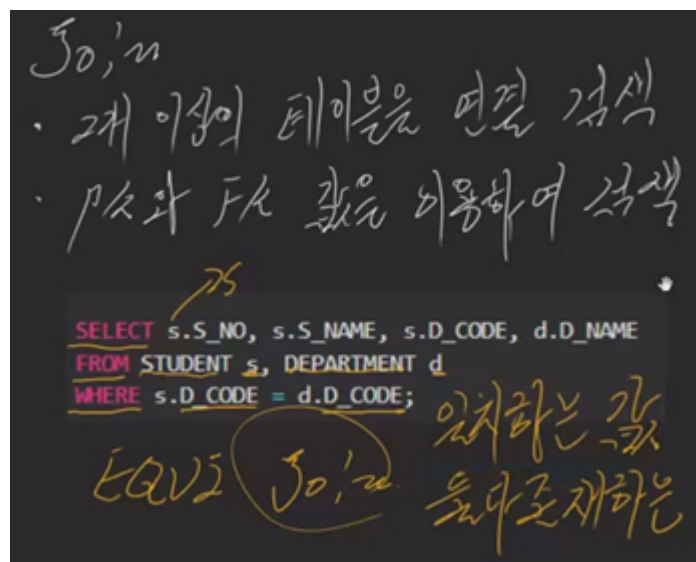 Join
· 2개 이상의 테이블을 연결 검색
· PK와 FK 값을 이용하여 검색
SELECT s.S_NO, s.S_NAME, s.D_CODE, d.D_NAME
FROM STUDENT s, DEPARTMENT d
WHERE s.D_CODE = d.D_CODE;
일치하는 값
EQUI Join
둘다존재하는